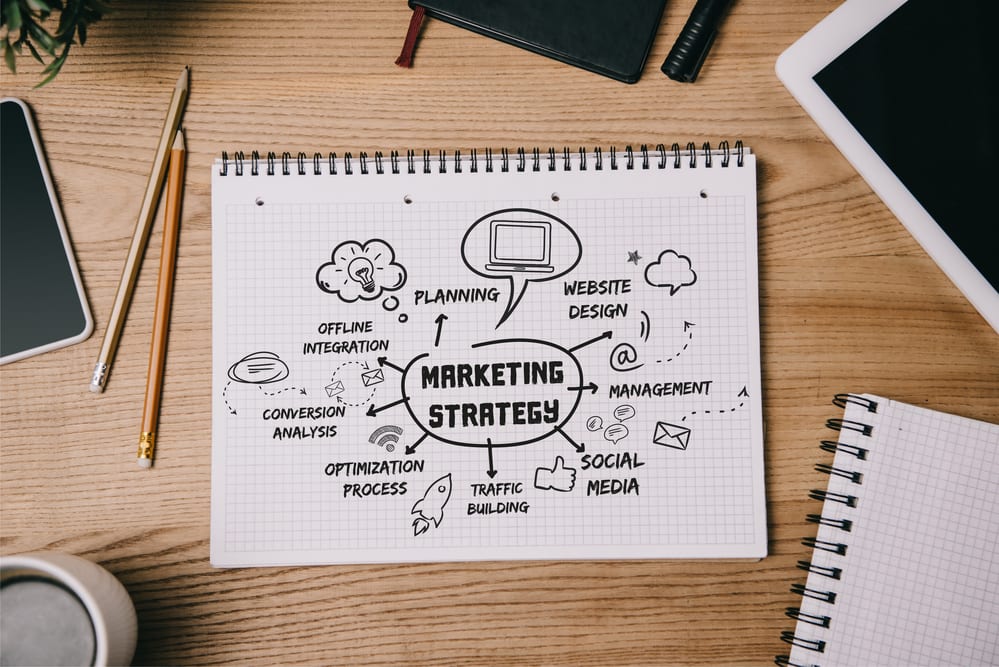 PLANNING
WEBSITE
DESIGN
OFFLINE
INTEGRATION
MARKETING
STRATEGY
@
MANAGEMENT
CONVERSION
ANALYSIS
OPTIMIZATION
PROCESS
TRAFFIC
BUILDING
SOCIAL
MEDIA